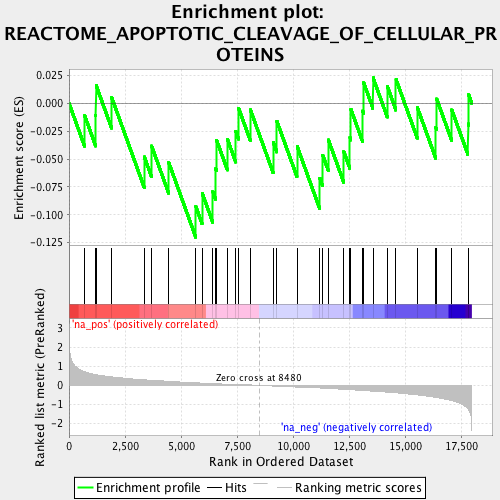 Enrichment plot:
REACTOME_APOPTOTIC_CLEAVAGE_OF_CELLULAR_PR
OTEINS
Enrichment score (ES)
0.025
0.000
-0.025
-0.050
-0.075
-0.100
-0.125
'na_pos' (positively correlated)
Ranked list metric (PreRanked)
3
2
1
0
-1
-2
Zero cross at 8480
'na_neg' (negatively correlated)
0
2,500
5,000
7,500
10,000
12,500
15,000
17,500
Rank in Ordered Dataset
Enrichment profile
Hits
Ranking metric scores